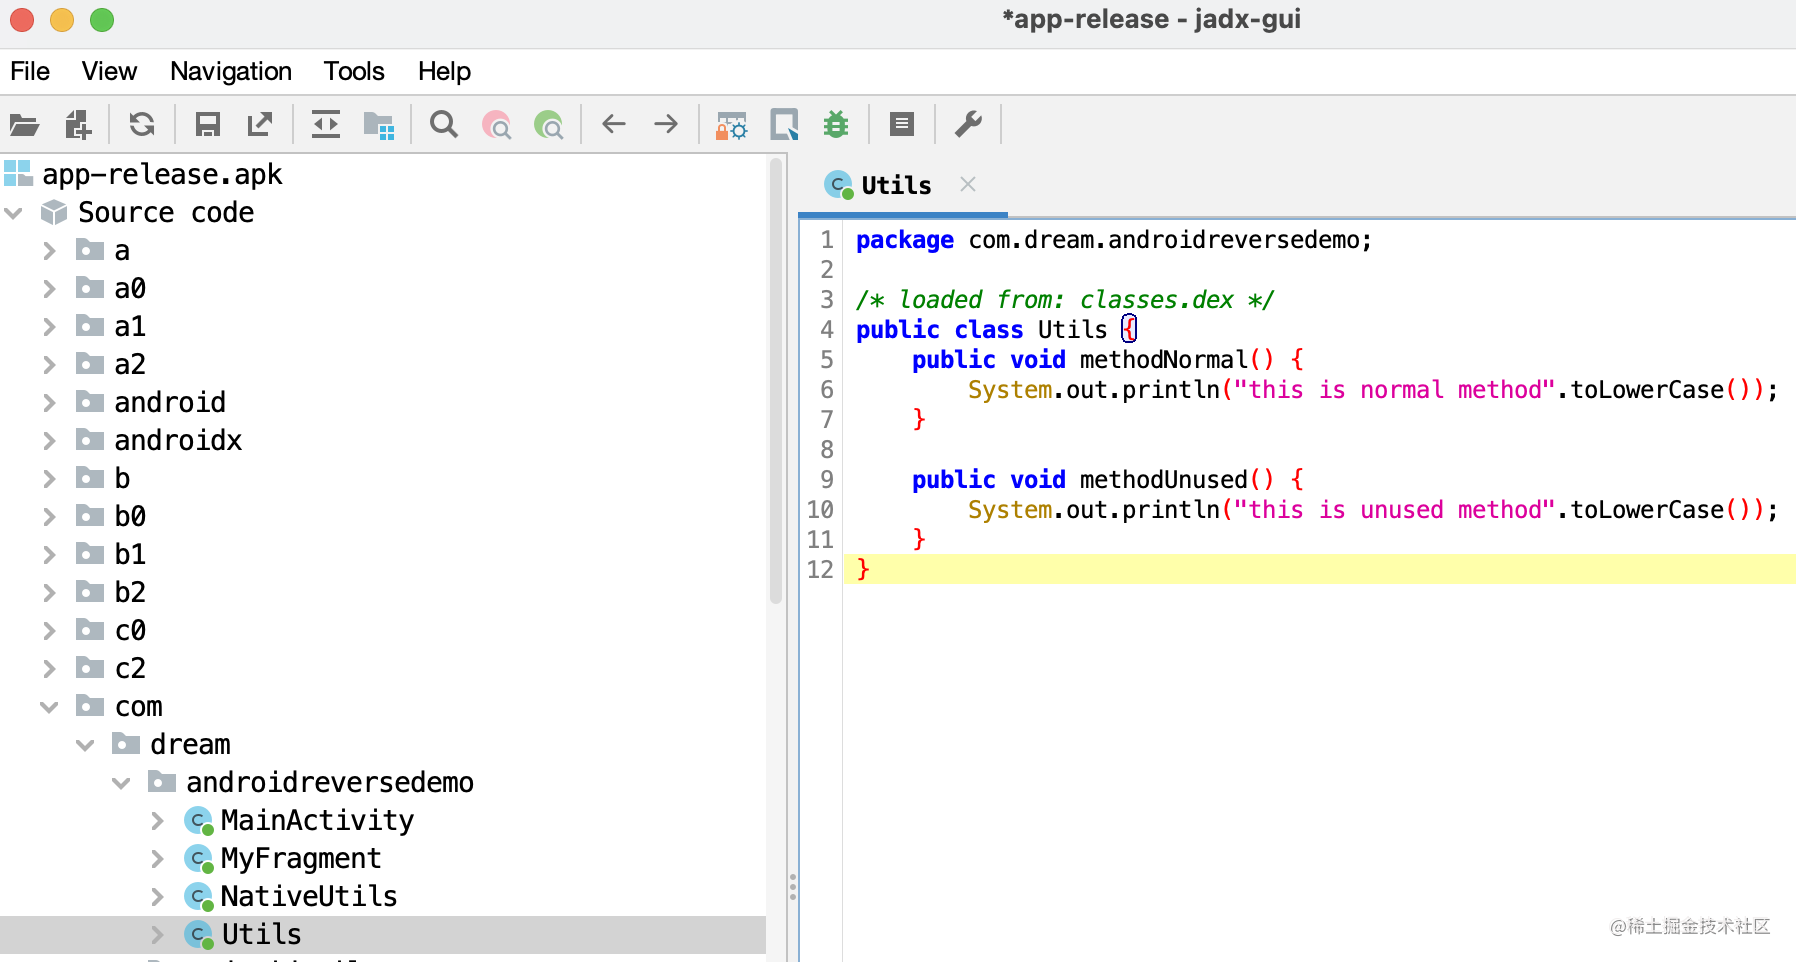 *app-release - jadx-gui
File View Navigation Tools Help
app-release.apk
Source code
a
a0
a1
a2
android
androidx
b
b0
b1
b2
c0
c2
com
dream
androidreversedemo
MainActivity
MyFragment
NativeUtils
Utils
Utils
1 package com.dream.androidreversedemo;
2
3 /* loaded from: classes.dex */
4 public class Utils {
5     public void methodNormal() {
6         System.out.println("this is normal method".toLowerCase());
7     }
8
9     public void methodUnused() {
10         System.out.println("this is unused method".toLowerCase());
11     }
12 }
@稀土掘金技术社区